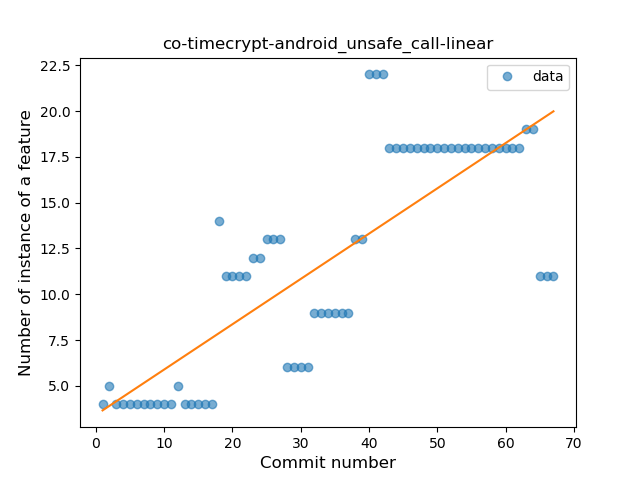 co-timecrypt-android_unsafe_call-linear
data
Number of instance of a feature
22.5
20.0
17.5
15.0
12.5
10.0
7.5
5.0
0 10 20 30 40 50 60 70
Commit number